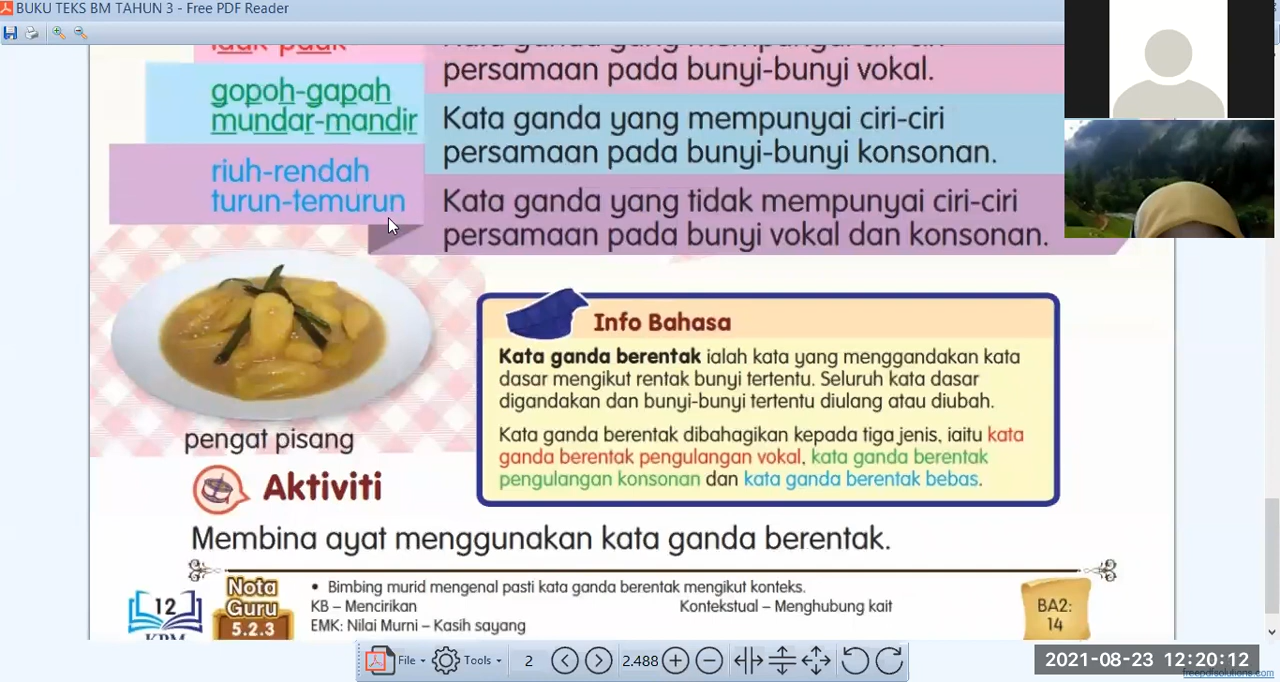 BUKU TEKS BM TAHUN 3 - Free PDF Reader
persamaan pada bunyi-bunyi vokal.
gopoh-gapah
mundar-mandir
Kata ganda yang mempunyai ciri-ciri
persamaan pada bunyi-bunyi konsonan.
riuh-rendah
turun-temurun
Kata ganda yang tidak mempunyai ciri-ciri
persamaan pada bunyi vokal dan konsonan.
pengat pisang
Info Bahasa
Kata ganda berentak ialah kata yang menggandakan kata
dasar mengikut rentak bunyi tertentu. Seluruh kata dasar
digandakan dan bunyi-bunyi tertentu diulang atau diubah.
Kata ganda berentak dibahagikan kepada tiga jenis, iaitu kata
ganda berentak pengulangan vokal, kata ganda berentak
pengulangan konsonan dan kata ganda berentak bebas.
Aktiviti
Membina ayat menggunakan kata ganda berentak.
12
Nota
Guru
5.2.3
• Bimbing murid mengenal pasti kata ganda berentak mengikut konteks.
KB – Mencirikan
Kontekstual – Menghubung kait
EMK: Nilai Murni – Kasih sayang
BA2:
14
File
Tools
2
2.488
2021-08-23 12:20:12
freepdfsolutions.com